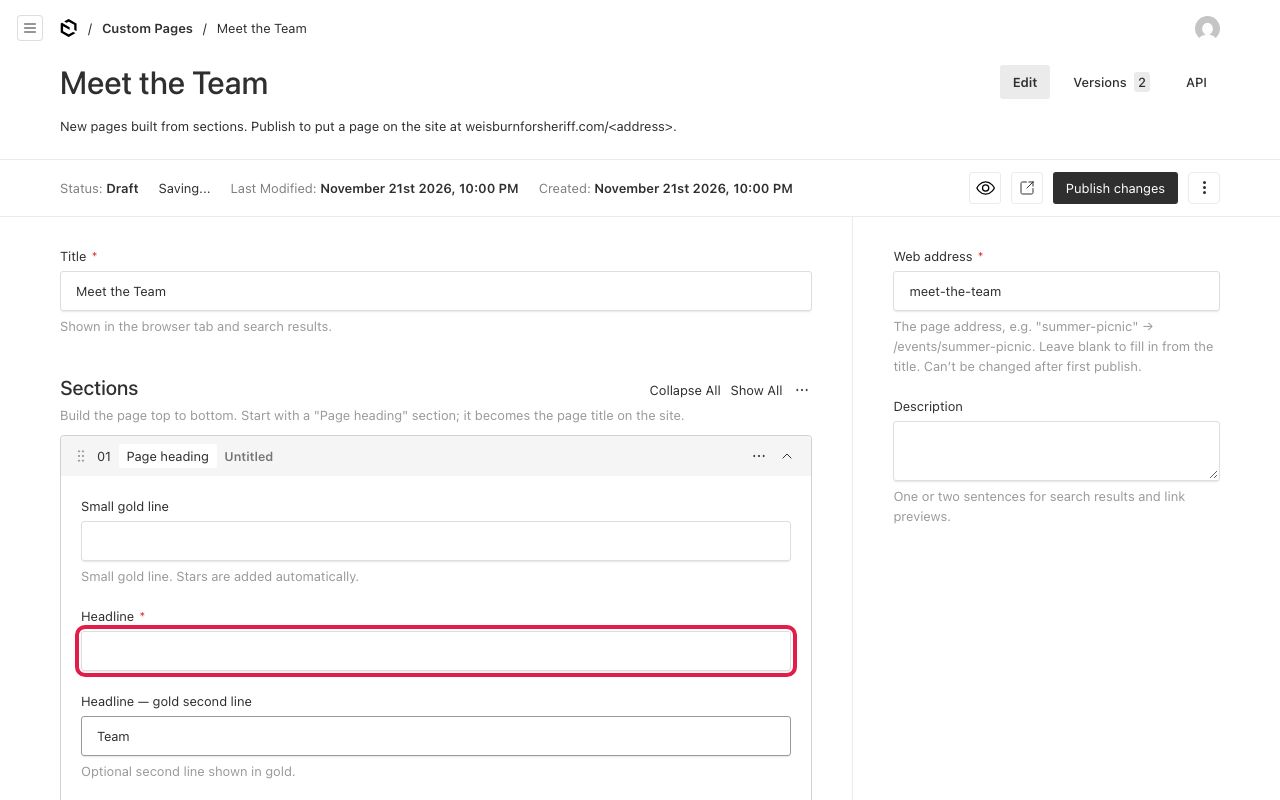 / Custom Pages / Meet the Team
Meet the Team
Edit
Versions 2
API
New pages built from sections. Publish to put a page on the site at weisburnforsheriff.com/<address>.
Status: Draft
Saving...
Last Modified: November 21st 2026, 10:00 PM
Created: November 21st 2026, 10:00 PM
Publish changes
Title *
Meet the Team
Shown in the browser tab and search results.
Sections
Collapse All
Show All
Build the page top to bottom. Start with a "Page heading" section; it becomes the page title on the site.
01 Page heading Untitled
Small gold line
Small gold line. Stars are added automatically.
Headline *
Headline — gold second line
Team
Optional second line shown in gold.
Web address *
meet-the-team
The page address, e.g. "summer-picnic" →
/events/summer-picnic. Leave blank to fill in from the
title. Can't be changed after first publish.
Description
One or two sentences for search results and link
previews.